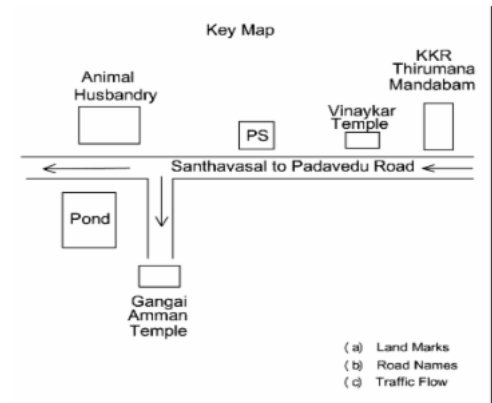 Key Map
KKR
Thirumana
Mandabam
Animal
Husbandry
Vinaykar
Temple
PS
Santhavasal to Padavedu Road
Pond
Gangai
Amman
Temple
(a) Land Marks
(b) Road Names
(c) Traffic Flow